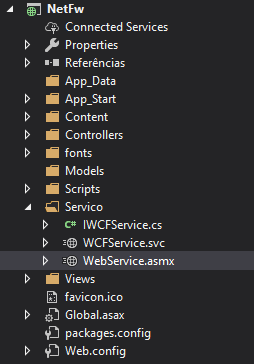 NetFw
Connected Services
Properties
Referências
App_Data
App_Start
Content
Controllers
fonts
Models
Scripts
Servico
C# IWCFService.cs
WCFService.svc
WebService.asmx
Views
favicon.ico
Global.asax
packages.config
Web.config